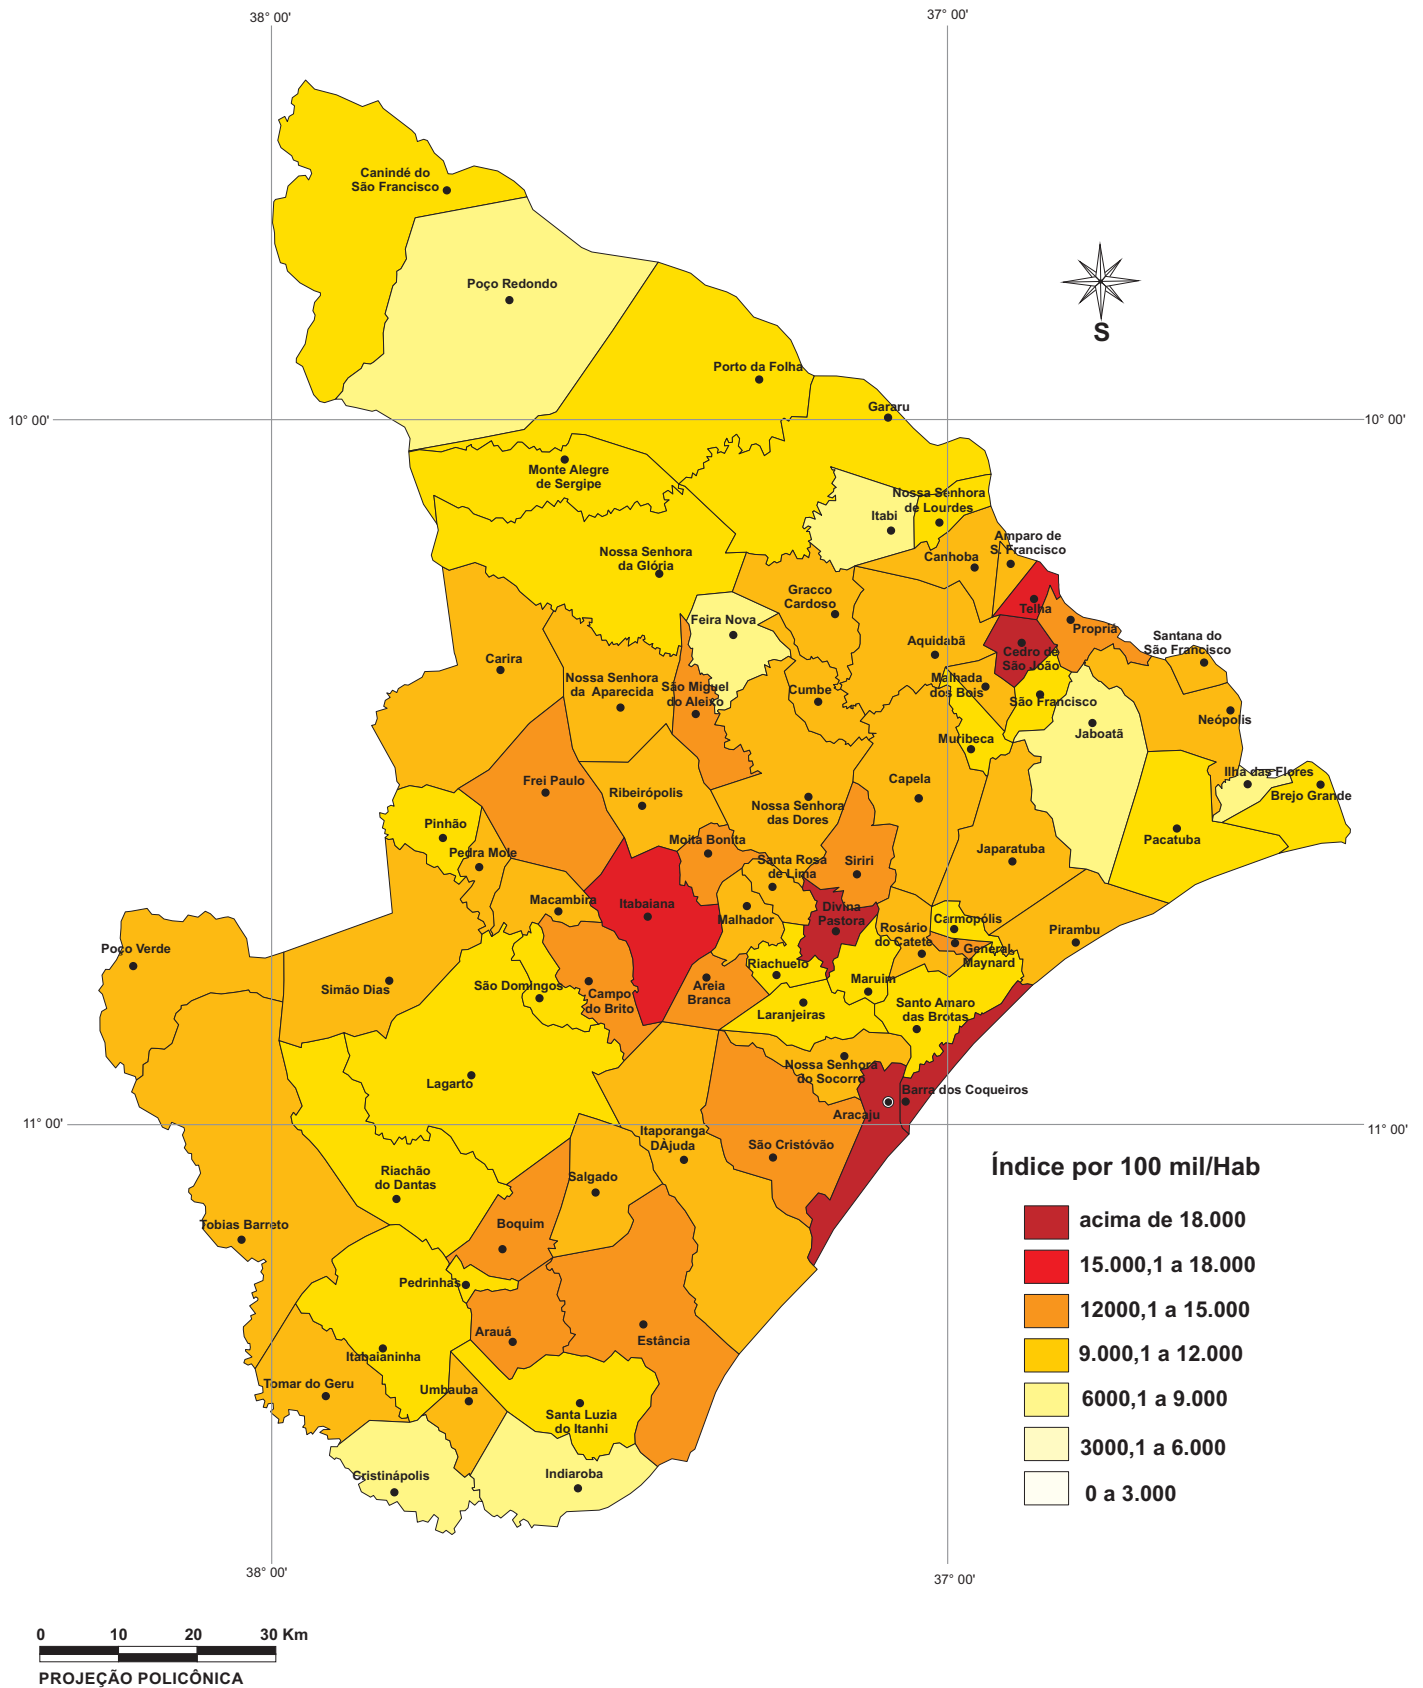 38° 00'
37° 00'
Canindé do
São Francisco
Poço Redondo
S
Porto da Folha
10° 00'
Gararu
10° 00'
Monte Alegre
de Sergipe
Nossa Senhora
de Lourdes
Itabi
Amparo de
S. Francisco
Nossa Senhora
da Glória
Canhoba
Gracco
Cardoso
Telha
Feira Nova
Propriá
Santana do
São Francisco
Aquidabã
Cedro de
São João
Carira
Nossa Senhora
da Aparecida
São Miguel
do Aleixo
Cumbe
Malhada
dos Bois
São Francisco
Neópolis
Jaboatã
Muribeca
Frei Paulo
Ribeirópolis
Capela
Ilha das Flores
Brejo Grande
Nossa Senhora
das Dores
Pinhão
Pacatuba
Moita Bonita
Pedra Mole
Santa Rosa
de Lima
Siriri
Japaratuba
Macambira
Itabaiana
Malhador
Divina
Pastora
Carmopólis
Rosário
do Catete
Pirambu
Poço Verde
General
Maynard
Riachuelo
Simão Dias
São Domingos
Campo
do Brito
Areia
Branca
Maruim
Laranjeiras
Santo Amaro
das Brotas
Nossa Senhora
do Socorro
Lagarto
Barra dos Coqueiros
Aracaju
11° 00'
11° 00'
Itaporanga
DÀjuda
São Cristóvão
Riachão
do Dantas
Salgado
Tobias Barreto
Boquim
Pedrinhas
Arauá
Estância
Itabaianinha
Tomar do Geru
Umbauba
Santa Luzia
do Itanhi
Cristinápolis
Indiaroba
Índice por 100 mil/Hab
acima de 18.000
15.000,1 a 18.000
12000,1 a 15.000
9.000,1 a 12.000
6000,1 a 9.000
3000,1 a 6.000
0 a 3.000
38° 00'
37° 00'
0 10 20 30 Km
PROJEÇÃO POLICÔNICA